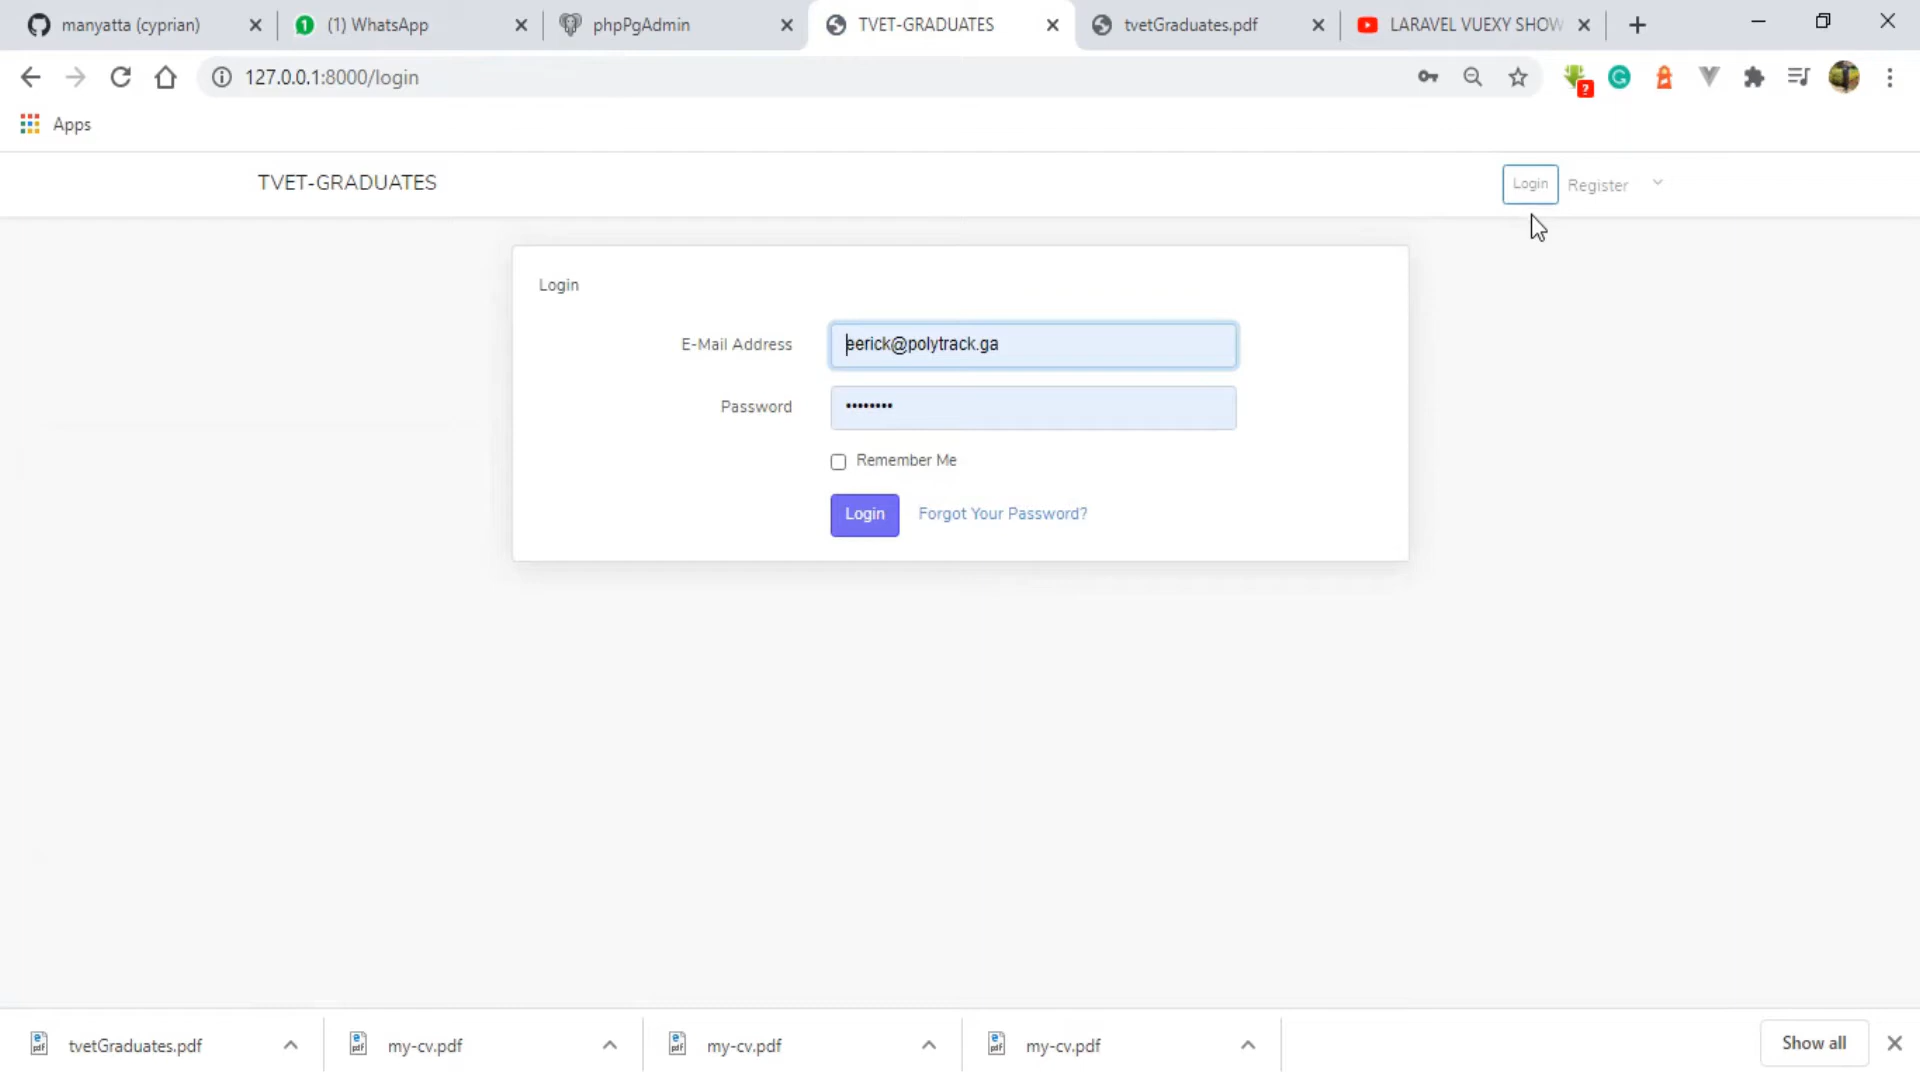 manyatta (cyprian)
1
(1) WhatsApp
phpPgAdmin
TVET-GRADUATES
tvetGraduates.pdf
LARAVEL VUEXY SHOW
127.0.0.1:8000/login
?
Apps
TVET-GRADUATES
Login
Register
Login
E-Mail Address
eerick@polytrack.ga
Password
••••••••
Remember Me
Login
Forgot Your Password?
tvetGraduates.pdf
my-cv.pdf
my-cv.pdf
my-cv.pdf
Show all